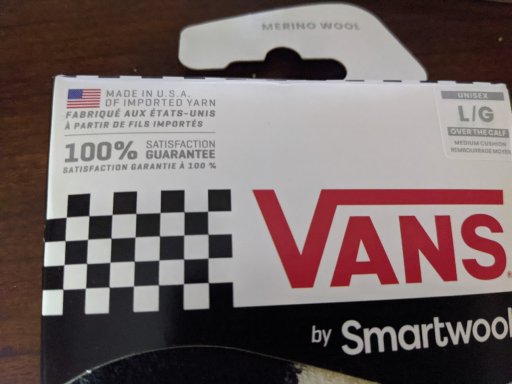 MERINO WOOL
MADE IN U.S.A.
OF IMPORTED YARN
FABRIQUÉ AUX ÉTATS-UNIS
À PARTIR DE FILS IMPORTÉS
100% SATISFACTION
GUARANTEE
SATISFACTION GARANTIE À 100 %
UNISEX
L/G
OVER THE CALF
MEDIUM CUSHION
REMBOURRAGE MOYEN
VANS
by Smartwool